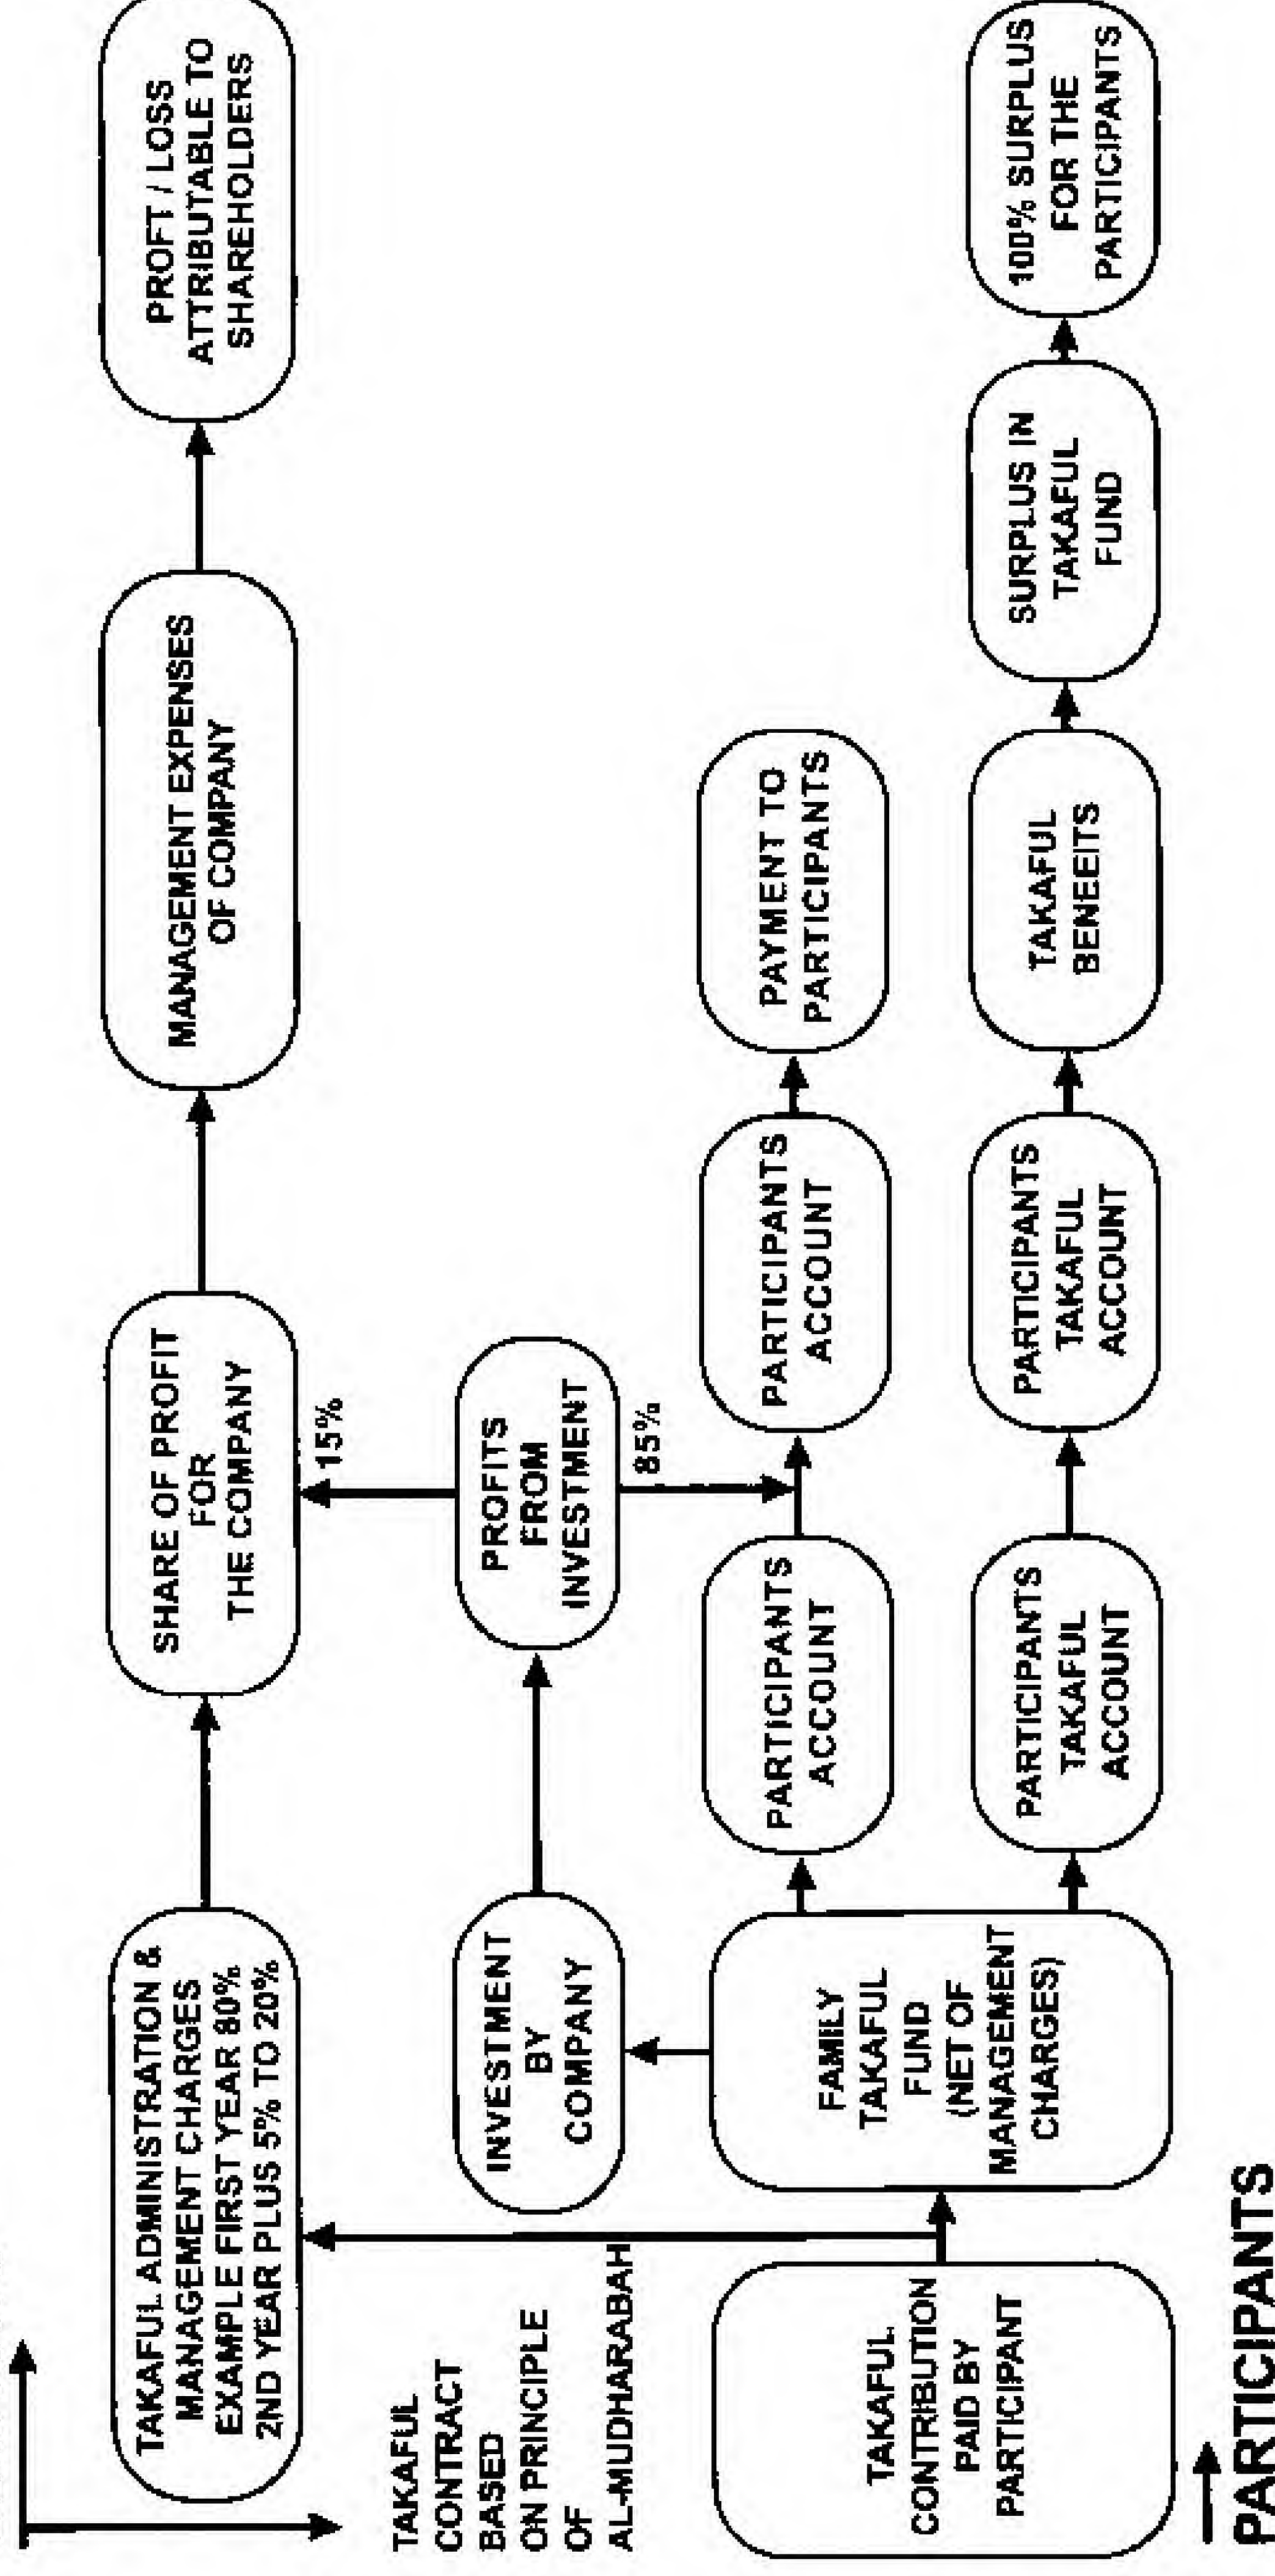 TAKAFUL ADMINISTRATION &
MANAGEMENT CHARGES
EXAMPLE FIRST YEAR 80%
2ND YEAR PLUS 5% TO 20%
SHARE OF PROFIT
FOR
THE COMPANY
MANAGEMENT EXPENSES
OF COMPANY
PROFT / LOSS
ATTRIBUTABLE TO
SHAREHOLDERS
15%
TAKAFUL
CONTRACT
BASED
ON PRINCIPLE
OF
AL-MUDHARABAH
INVESTMENT
BY
COMPANY
PROFITS
FROM
INVESTMENT
85%
TAKAFUL
CONTRIBUTION
PAID BY
PARTICIPANT
FAMILY
TAKAFUL
FUND
(NET OF
MANAGEMENT
CHARGES)
PARTICIPANTS
ACCOUNT
PARTICIPANTS
ACCOUNT
PAYMENT TO
PARTICIPANTS
PARTICIPANTS
TAKAFUL
ACCOUNT
PARTICIPANTS
TAKAFUL
ACCOUNT
TAKAFUL
BENEEITS
SURPLUS IN
TAKAFUL
FUND
100% SURPLUS
FOR THE
PARTICIPANTS
PARTICIPANTS